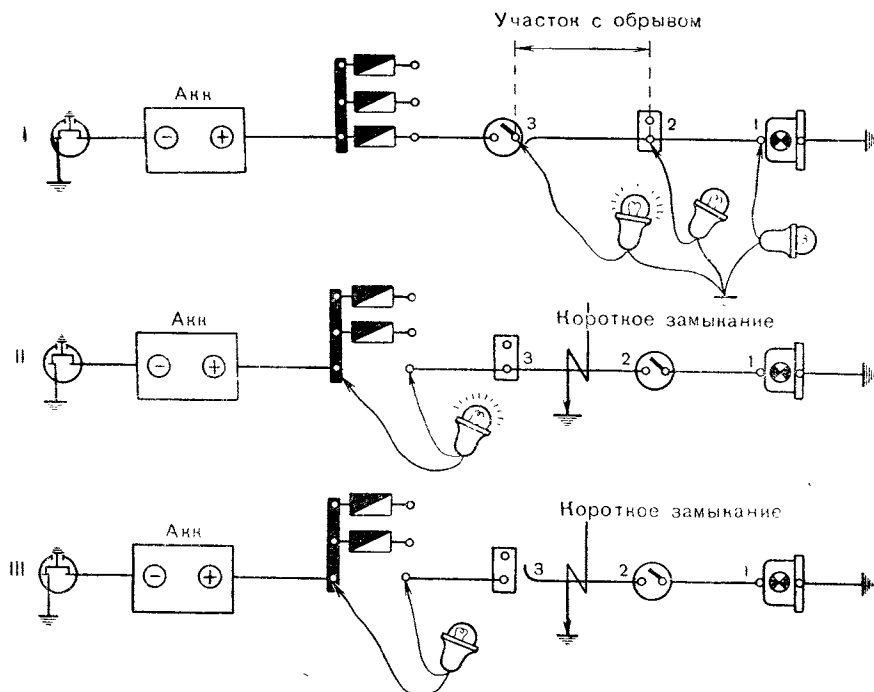 Участок с обрывом
Акк
I
3
2
1
Акк
Короткое замыкание
II
3
2
1
Акк
Короткое замыкание
III
3
2
1